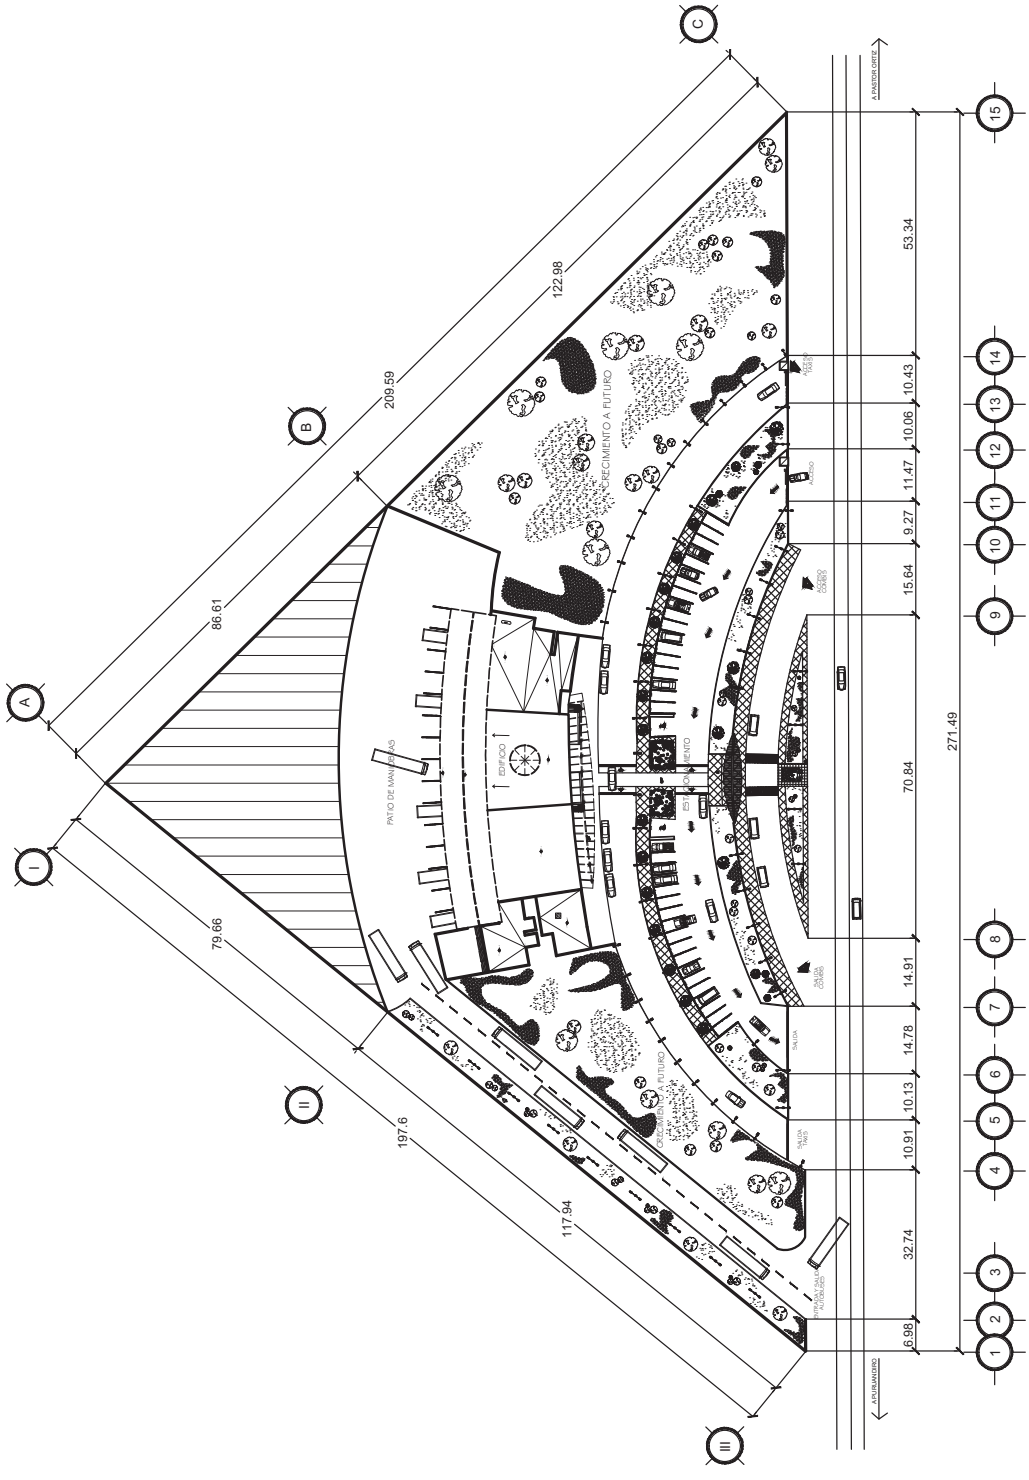 C
B
A
I
II
III
15
14
13
12
11
10
9
8
7
6
5
4
3
2
1
A PASTOR ORTIZ
A PURUANDIRO
209.59
122.98
86.61
79.66
197.6
117.94
53.34
10.43
10.06
11.47
9.27
15.64
70.84
14.91
14.78
10.13
10.91
32.74
6.98
271.49
CRECIMIENTO A FUTURO
PATIO DE MANIOBRAS
EDIFICIO
ESTACIONAMIENTO
CRECIMIENTO A FUTURO
ACCESO
TAXIS
ACCESO
ACCESO
COMBIS
SALIDA
COMBIS
SALIDA
SALIDA
TAXIS
ENTRADA Y SALIDA
AUTOBUSES